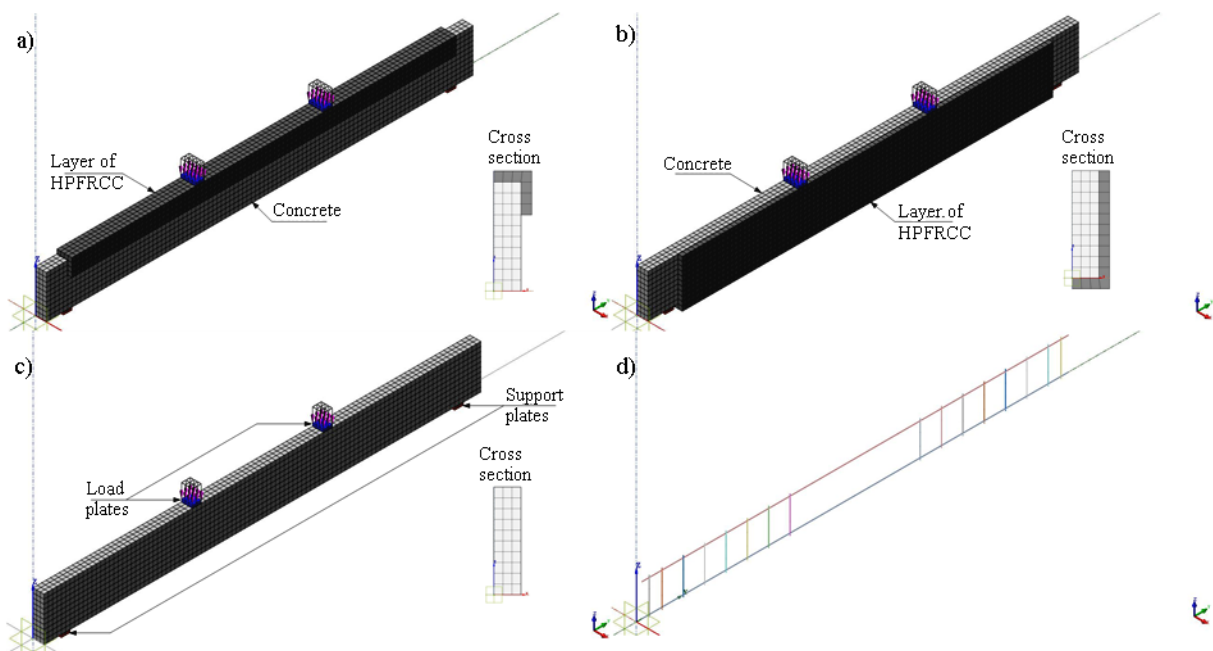 a)
Layer of
HPFRCC
Concrete
Cross
section
b)
Concrete
Layer. of
HPFRCC
Cross
section
c)
Load
plates
Support
plates
Cross
section
d)